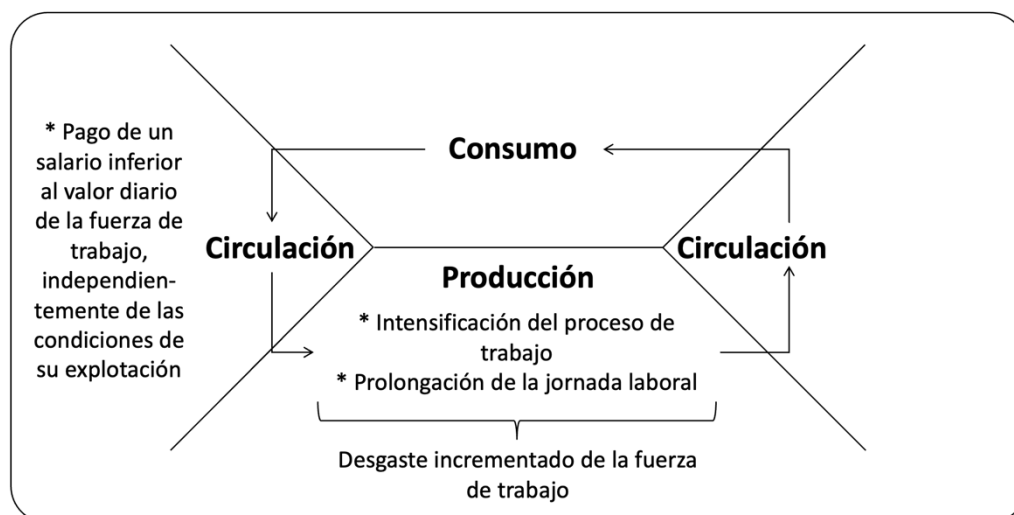 * Pago de un
salario inferior
al valor diario
de la fuerza de
trabajo,
independien-
temente de las
condiciones de
su explotación
Consumo
Circulación
Circulación
Producción
* Intensificación del proceso de
trabajo
* Prolongación de la jornada laboral
Desgaste incrementado de la fuerza
de trabajo